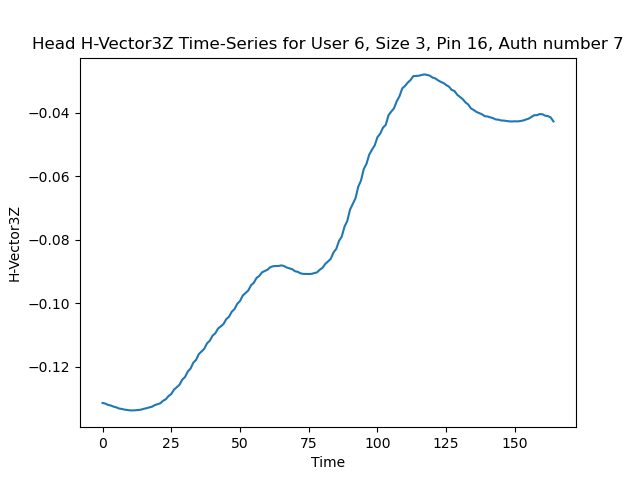 Head H-Vector3Z Time-Series for User 6, Size 3, Pin 16, Auth number 7
−0.04
−0.06
−0.08
−0.10
−0.12
H-Vector3Z
0 25 50 75 100 125 150
Time